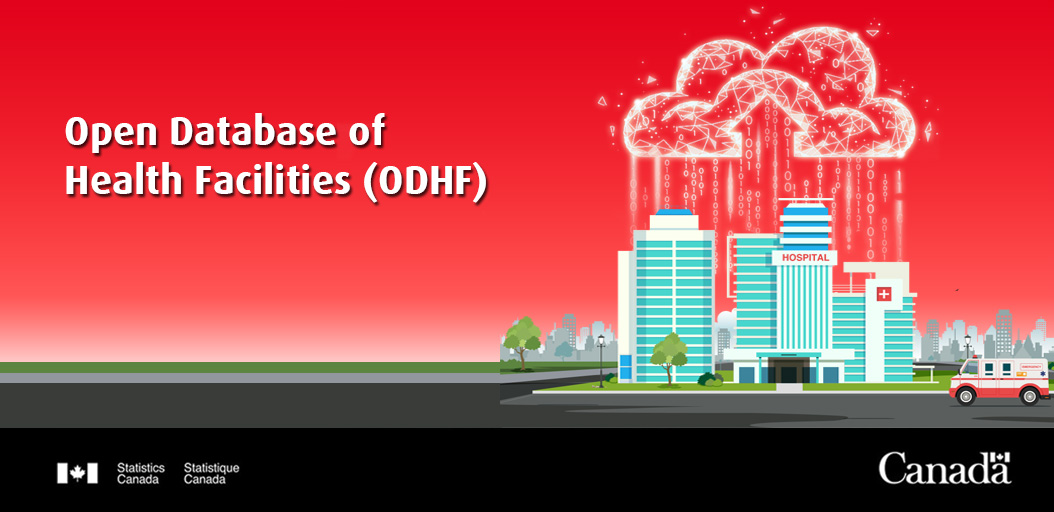 Open Database of
Health Facilities (ODHF)
HOSPITAL
Statistics
Canada
Statistique
Canada
Canada